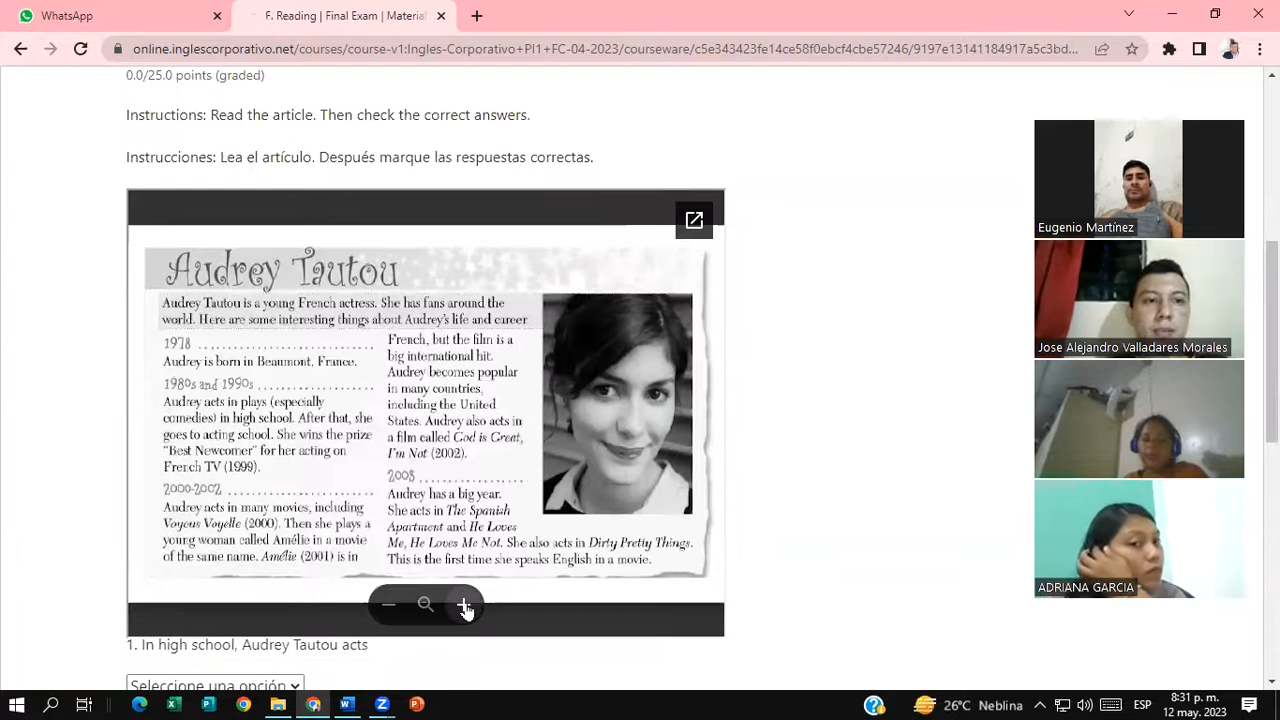 WhatsApp
F. Reading | Final Exam | Material
online.inglescorporativo.net/courses/course-v1:Ingles-Corporativo+PI1+FC-04-2023/courseware/c5e343423fe14ce58f0ebcf4cbe57246/9197e13141184917a5c3bd...
0.0/25.0 points (graded)
Instructions: Read the article. Then check the correct answers.
Instrucciones: Lea el artículo. Después marque las respuestas correctas.
Audrey Tautou
Audrey Tautou is a young French actress. She has fans around the
world. Here are some interesting things about Audrey's life and career
1978
Audrey is born in Beaumont, France.
1980s and 1990s
Audrey acts in plays (especially
comedies) in high school. After that, she
goes to acting school. She wins the prize
"Best Newcomer" for her acting on
French TV (1999).
2000-2002
Audrey acts in many movies, including
Voyous Voyelle (2000). Then she plays a
young woman called Amélie in a movie
of the same name. Amélie (2001) is in
French, but the film is a
big international hit.
Audrey becomes popular
in many countries,
including the United
States. Audrey also acts in
a film called God is Great,
I'm Not (2002).
2003
Audrey has a big year.
She acts in The Spanish
Apartment and He Loves
Me, He Loves Me Not. She also acts in Dirty Pretty Things.
This is the first time she speaks English in a movie.
1. In high school, Audrey Tautou acts
Seleccione una opción
Eugenio Martínez
Jose Alejandro Valladares Morales
ADRIANA GARCIA
26°C Neblina
ESP
8:31 p. m.
12 may. 2023